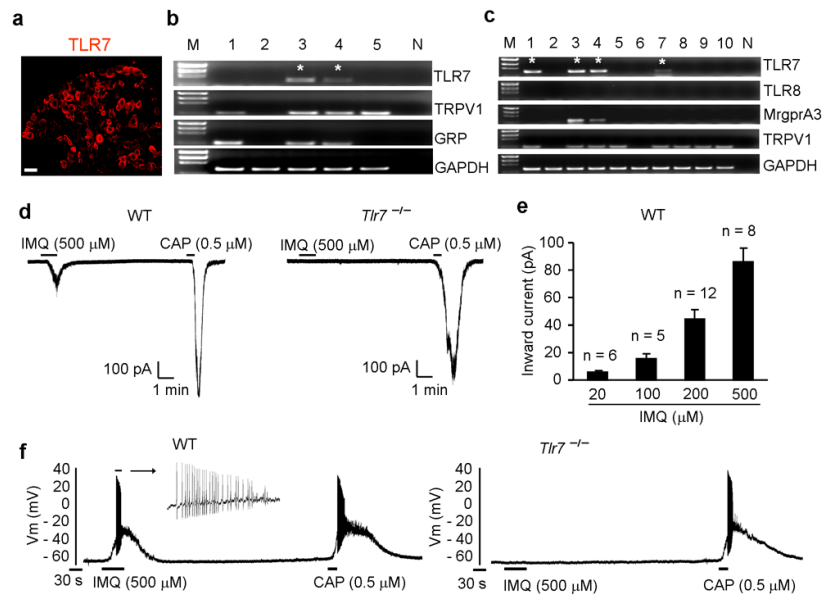 a
TLR7
b
M 1 2 3 4 5 N
* *
TLR7
TRPV1
GRP
GAPDH
c
M 1 2 3 4 5 6 7 8 9 10 N
* * * *
TLR7
TLR8
MrgprA3
TRPV1
GAPDH
d
WT
IMQ (500 μM) CAP (0.5 μM)
100 pA
1 min
Tlr7 −/−
IMQ (500 μM) CAP (0.5 μM)
100 pA
1 min
e
WT
Inward current (pA)
100
80
60
40
20
0
n = 6
n = 5
n = 12
n = 8
20 100 200 500
IMQ (μM)
f
WT
Vm (mV)
40
20
0
- 20
- 40
- 60
30 s
IMQ (500 μM) CAP (0.5 μM)
Tlr7 −/−
Vm (mV)
40
20
0
- 20
- 40
- 60
30 s
IMQ (500 μM) CAP (0.5 μM)